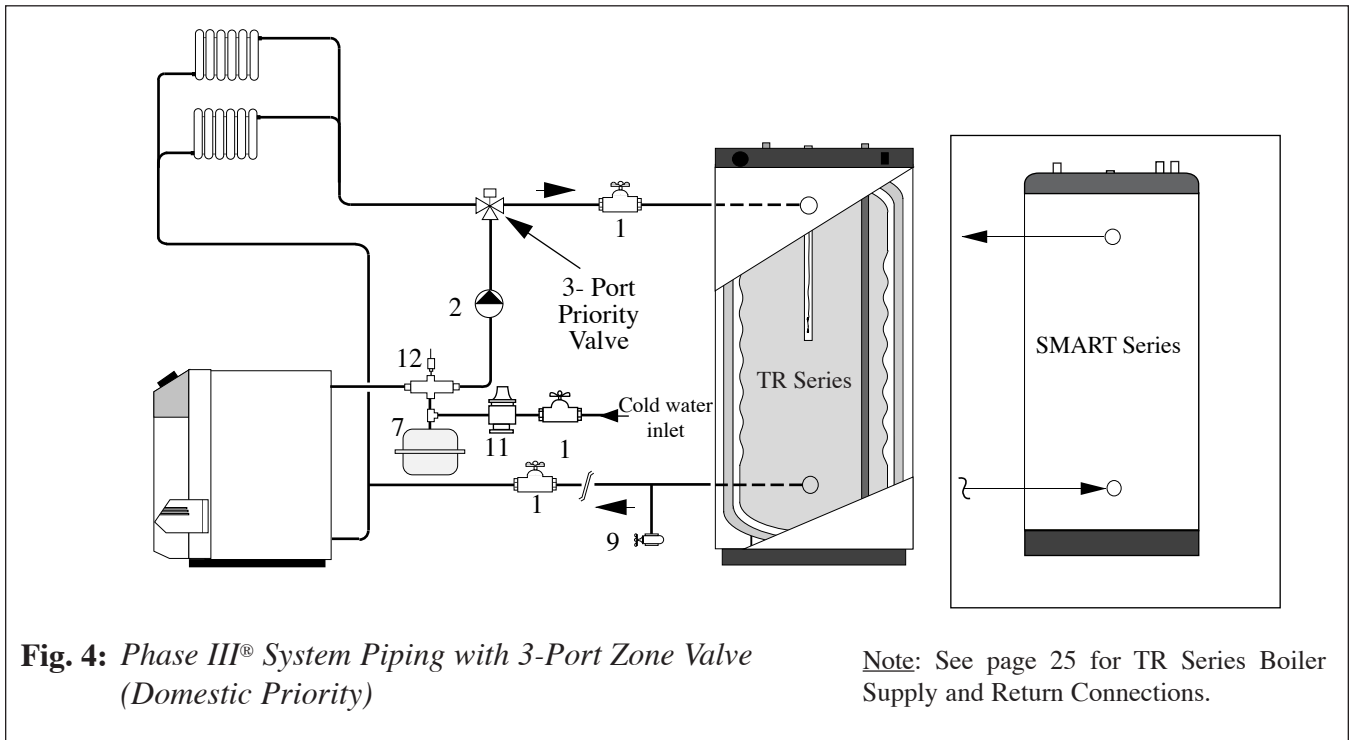 1
3- Port
Priority
Valve
2
12
SMART Series
TR Series
Cold water
inlet
7
11
1
1
9
Fig. 4: Phase III® System Piping with 3-Port Zone Valve
(Domestic Priority)
Note: See page 25 for TR Series Boiler
Supply and Return Connections.